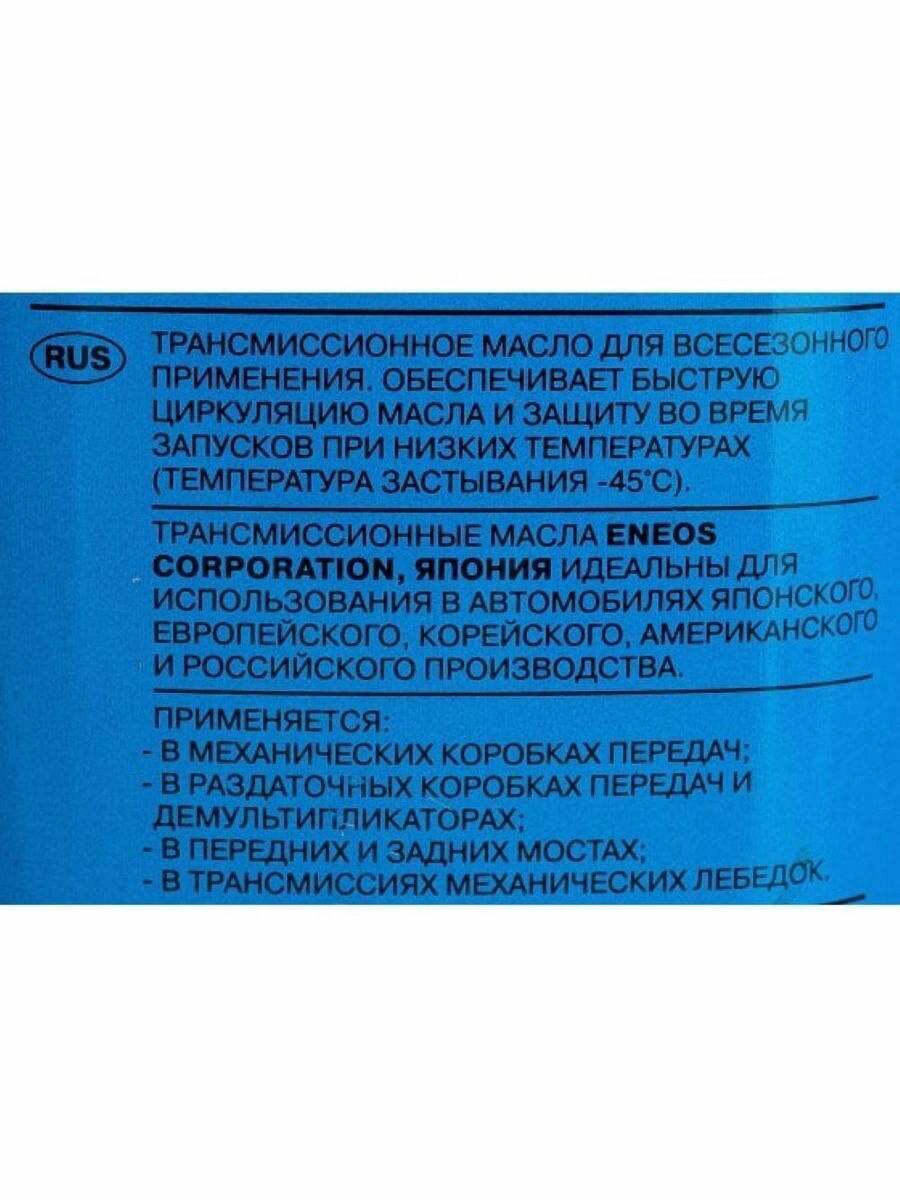 RUS
ТРАНСМИССИОННОЕ МАСЛО ДЛЯ ВСЕСЕЗОННОГО
ПРИМЕНЕНИЯ. ОБЕСПЕЧИВАЕТ БЫСТРУЮ
ЦИРКУЛЯЦИЮ МАСЛА И ЗАЩИТУ ВО ВРЕМЯ
ЗАПУСКОВ ПРИ НИЗКИХ ТЕМПЕРАТУРАХ
(ТЕМПЕРАТУРА ЗАСТЫВАНИЯ -45°С).
ТРАНСМИССИОННЫЕ МАСЛА ENEOS
CORPORATION, ЯПОНИЯ ИДЕАЛЬНЫ ДЛЯ
ИСПОЛЬЗОВАНИЯ В АВТОМОБИЛЯХ ЯПОНСКОГО,
ЕВРОПЕЙСКОГО, КОРЕЙСКОГО, АМЕРИКАНСКОГО
И РОССИЙСКОГО ПРОИЗВОДСТВА.
ПРИМЕНЯЕТСЯ:
- В МЕХАНИЧЕСКИХ КОРОБКАХ ПЕРЕДАЧ;
- В РАЗДАТОЧНЫХ КОРОБКАХ ПЕРЕДАЧ И
ДЕМУЛЬТИПЛИКАТОРАХ;
- В ПЕРЕДНИХ И ЗАДНИХ МОСТАХ;
- В ТРАНСМИССИЯХ МЕХАНИЧЕСКИХ ЛЕБЕДОК.